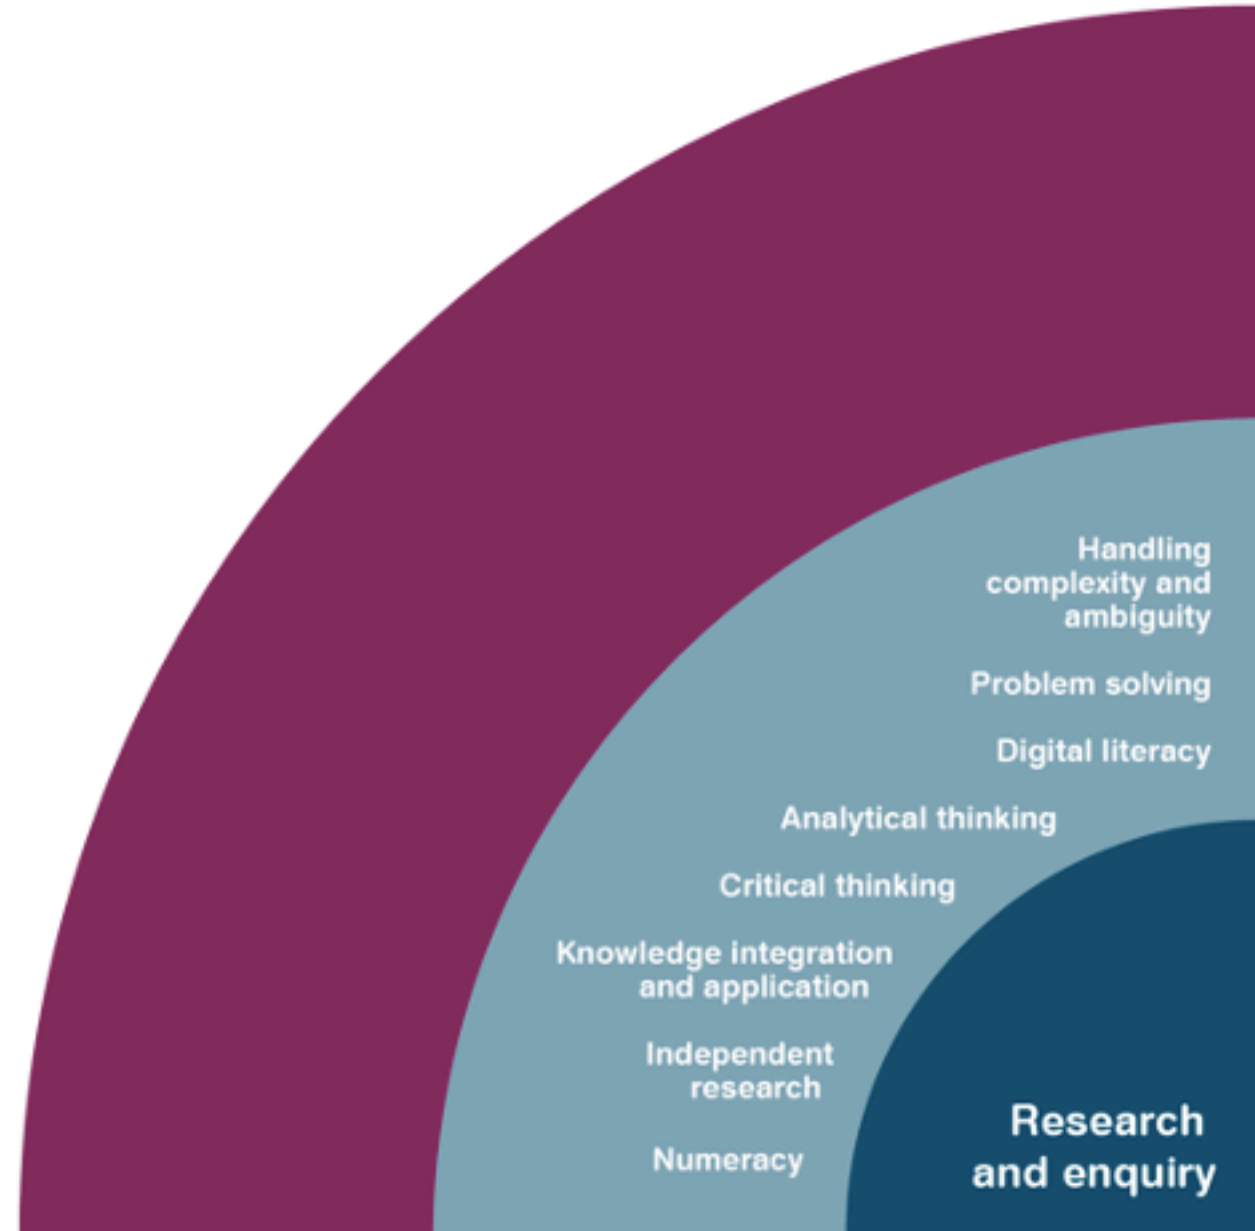 Handling
complexity and
ambiguity
Problem solving
Digital literacy
Analytical thinking
Critical thinking
Knowledge integration
and application
Independent
research
Numeracy
Research
and enquiry